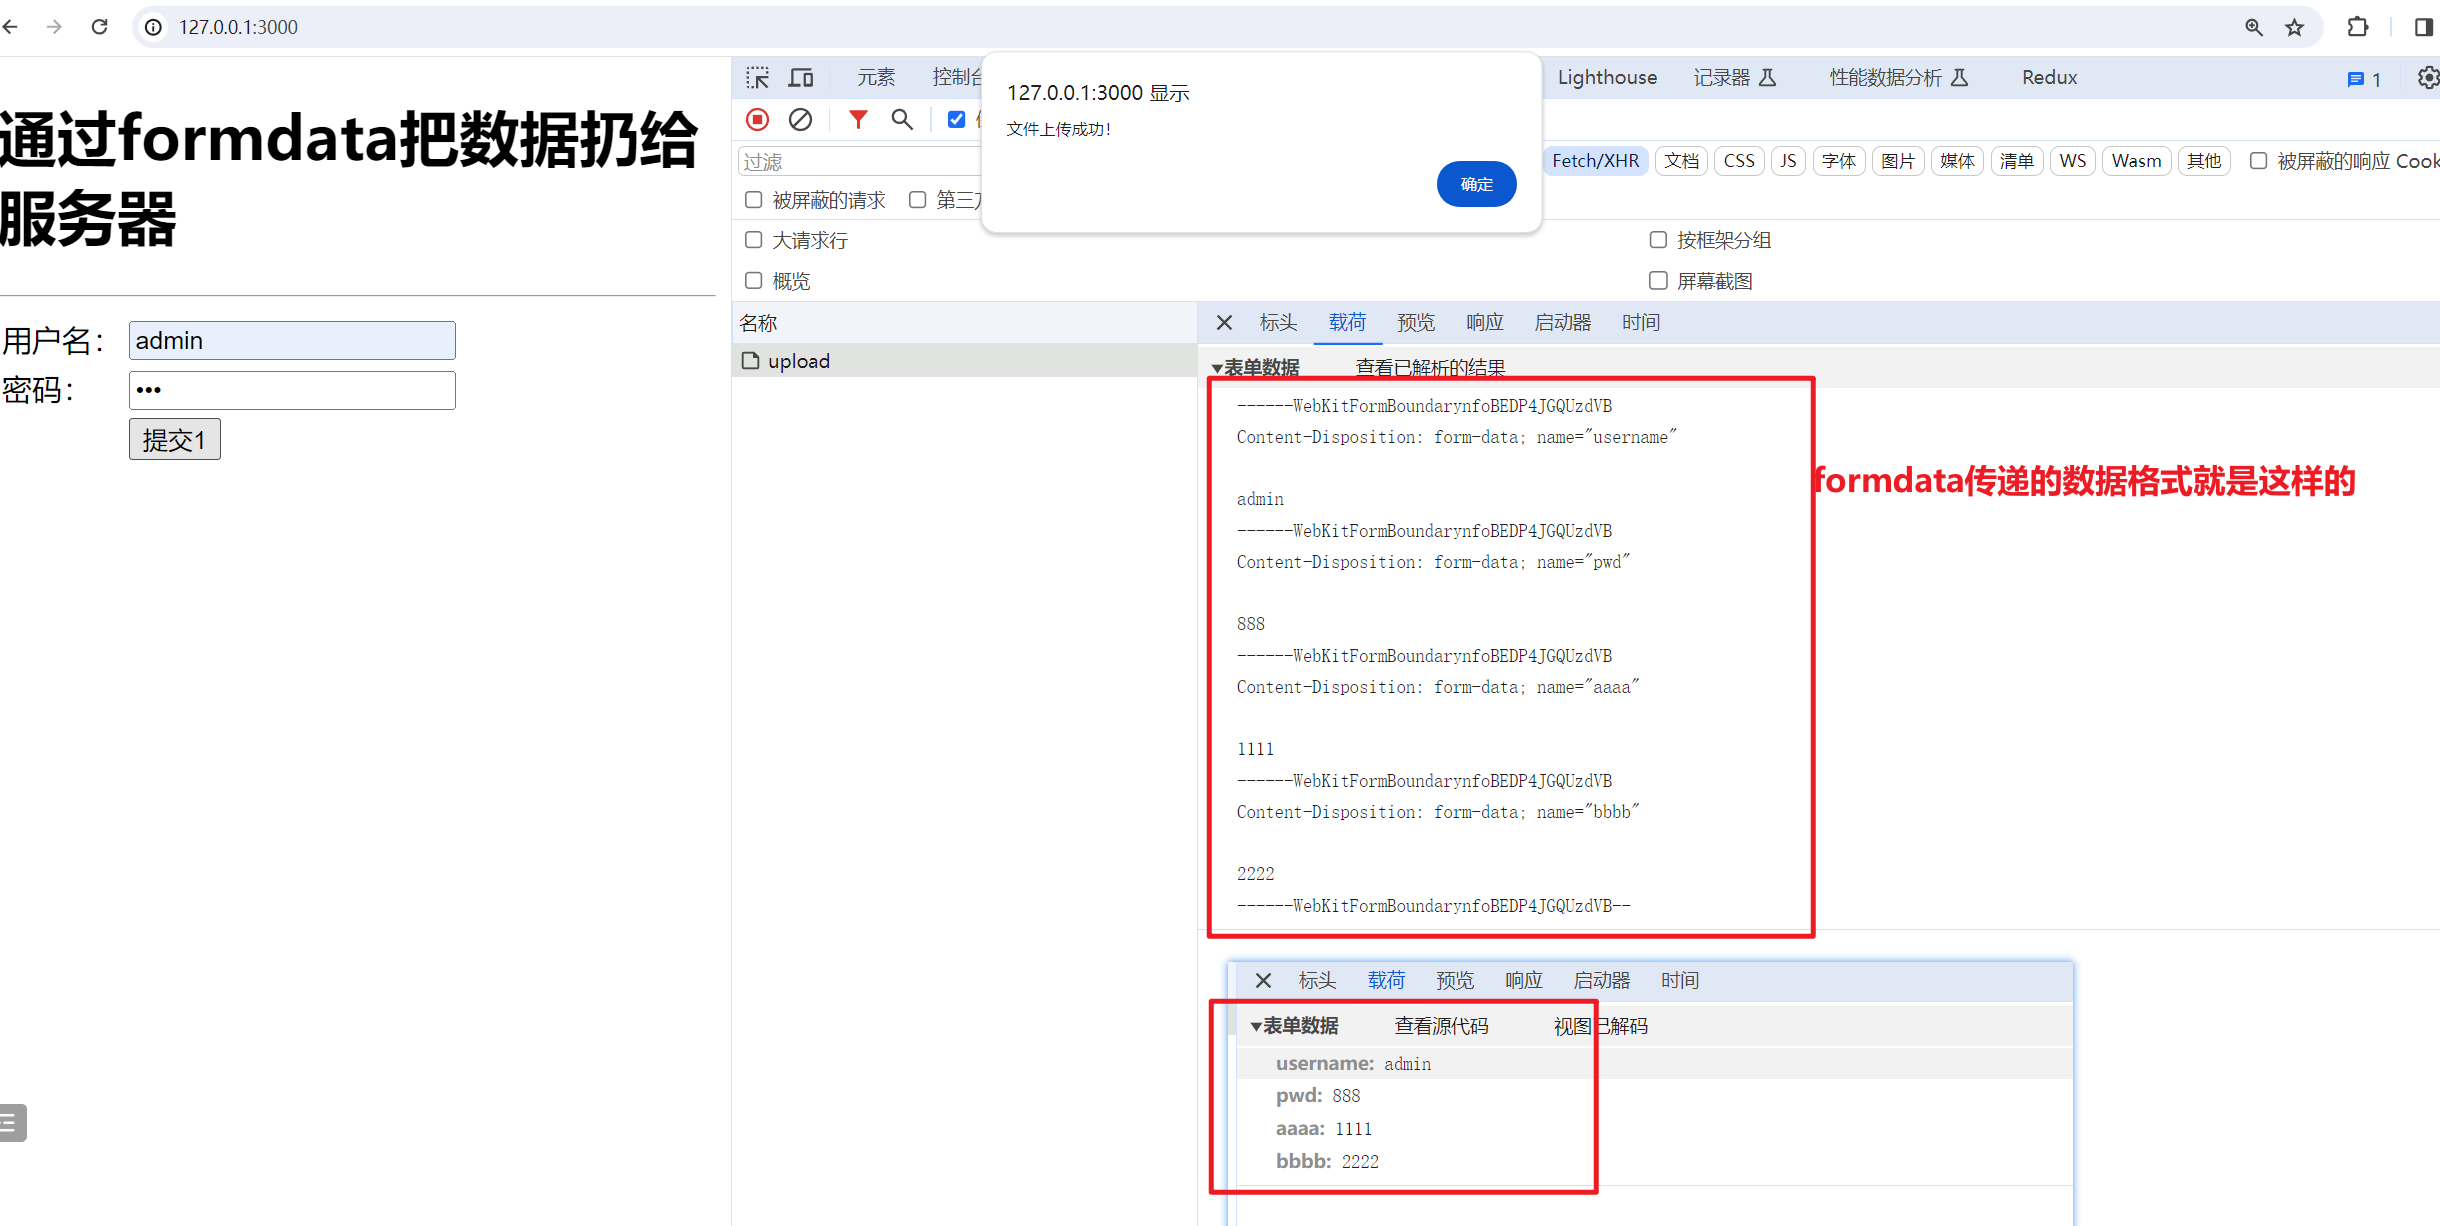 127.0.0.1:3000
通过formdata把数据扔给
服务器
用户名：
admin
密码：
•••
提交1
元素
控制台
Lighthouse
记录器
性能数据分析
Redux
1
127.0.0.1:3000 显示
文件上传成功！
确定
过滤
Fetch/XHR
文档
CSS
JS
字体
图片
媒体
清单
WS
Wasm
其他
被屏蔽的响应 Cook
被屏蔽的请求
第三方
大请求行
按框架分组
概览
屏幕截图
名称
upload
标头
载荷
预览
响应
启动器
时间
▼表单数据
查看已解析的结果
------WebKitFormBoundarynfoBEDP4JGQUzdVB
Content-Disposition: form-data; name="username"
admin
------WebKitFormBoundarynfoBEDP4JGQUzdVB
Content-Disposition: form-data; name="pwd"
888
------WebKitFormBoundarynfoBEDP4JGQUzdVB
Content-Disposition: form-data; name="aaaa"
1111
------WebKitFormBoundarynfoBEDP4JGQUzdVB
Content-Disposition: form-data; name="bbbb"
2222
------WebKitFormBoundarynfoBEDP4JGQUzdVB--
formdata传递的数据格式就是这样的
标头
载荷
预览
响应
启动器
时间
▼表单数据
查看源代码
视图已解码
username: admin
pwd: 888
aaaa: 1111
bbbb: 2222